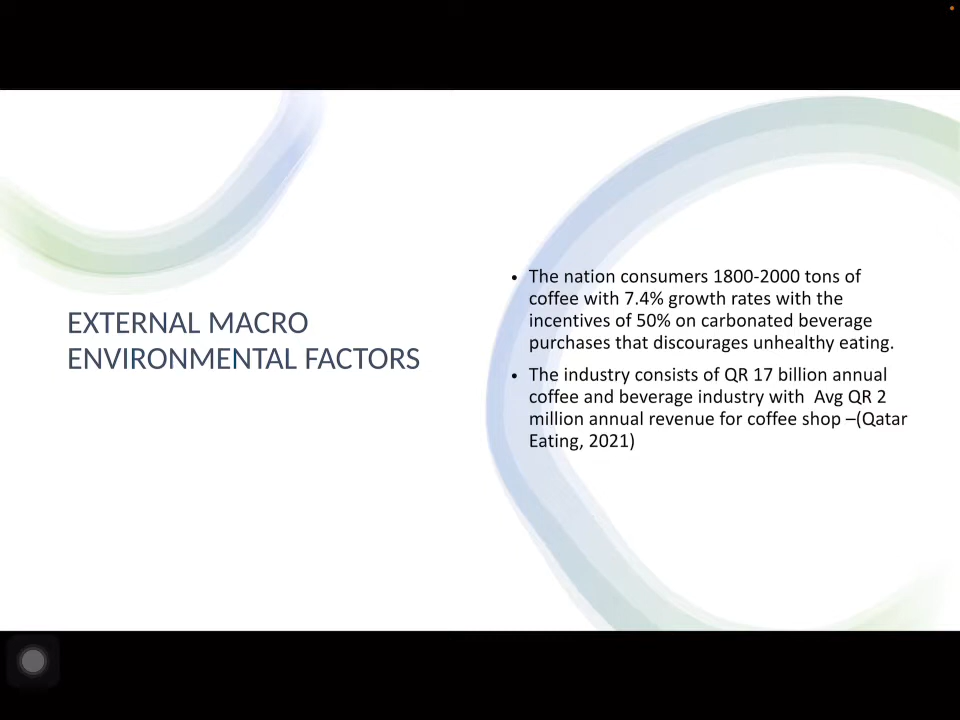 EXTERNAL MACRO
ENVIRONMENTAL FACTORS
• The nation consumers 1800-2000 tons of
coffee with 7.4% growth rates with the
incentives of 50% on carbonated beverage
purchases that discourages unhealthy eating.
• The industry consists of QR 17 billion annual
coffee and beverage industry with  Avg QR 2
million annual revenue for coffee shop –(Qatar
Eating, 2021)